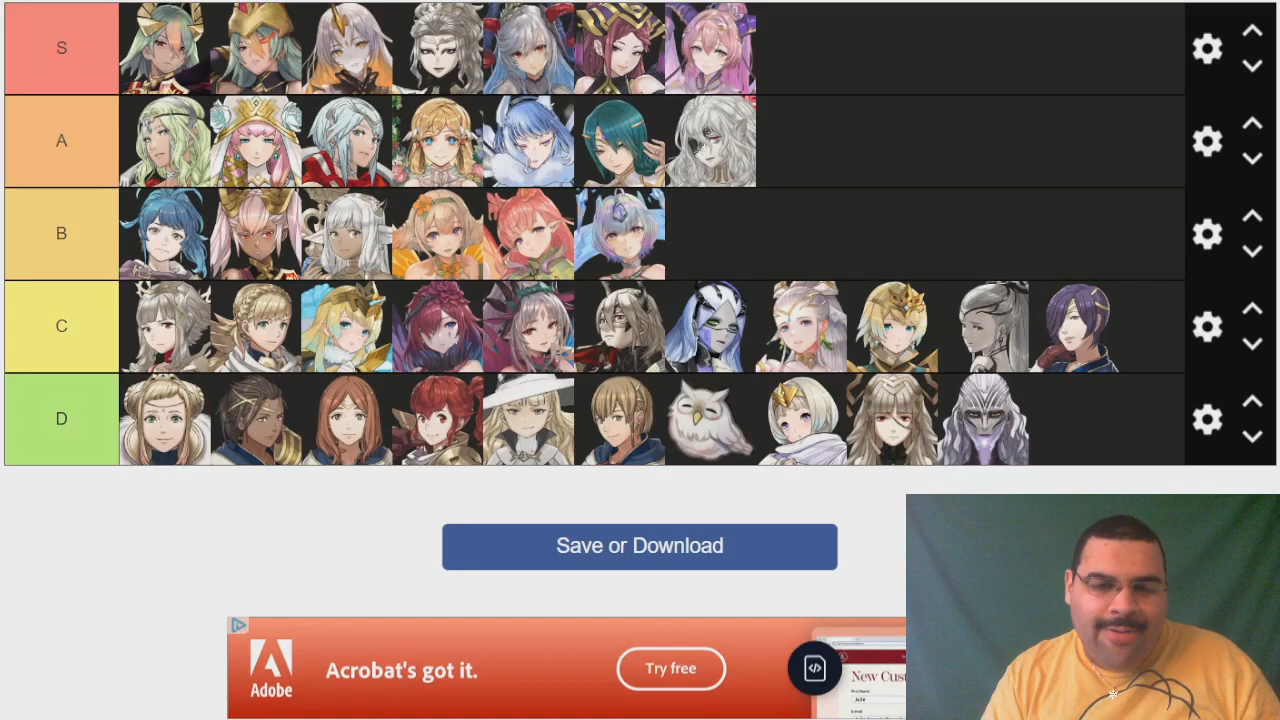 S
A
B
C
D
Save or Download
Adobe
Acrobat's got it.
Try free
New Cus